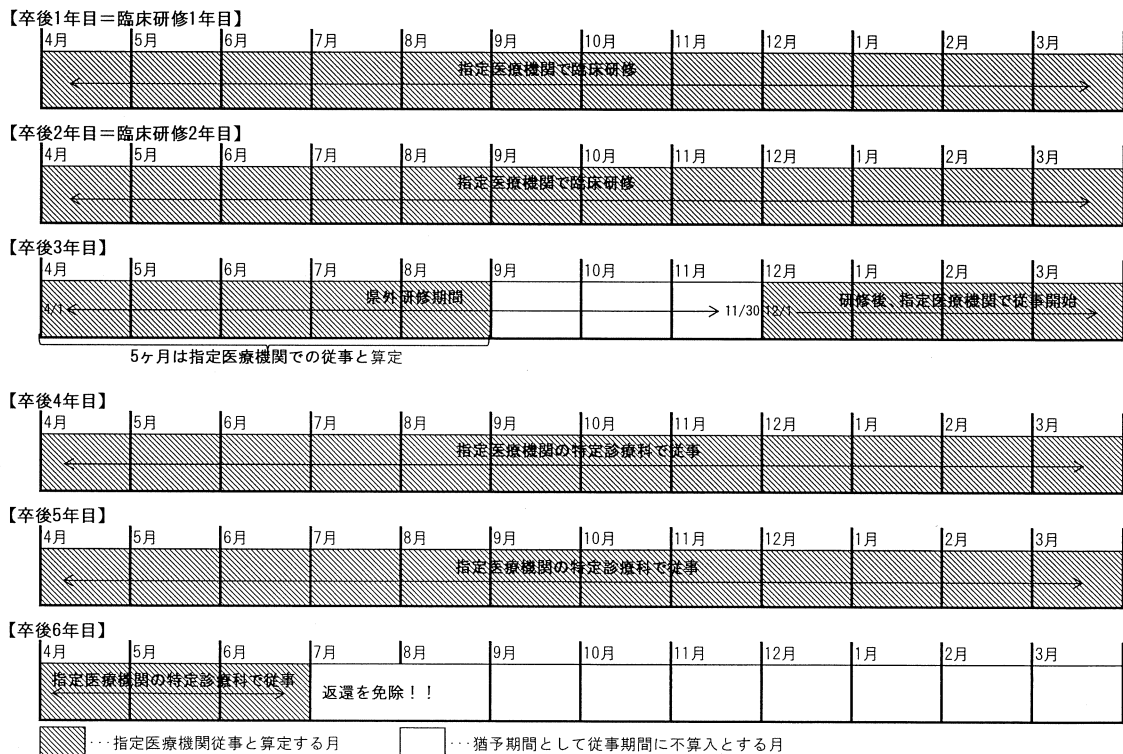 【卒後1年目=臨床研修1年目】
4月 5月 6月 7月 8月 9月 10月 11月 12月 1月 2月 3月
指定医療機関で臨床研修
【卒後2年目=臨床研修2年目】
4月 5月 6月 7月 8月 9月 10月 11月 12月 1月 2月 3月
指定医療機関で臨床研修
【卒後3年目】
4月 5月 6月 7月 8月 9月 10月 11月 12月 1月 2月 3月
県外研修期間 研修後、指定医療機関で従事開始
4/1 11/30 12/1
5ヶ月は指定医療機関での従事と算定
【卒後4年目】
4月 5月 6月 7月 8月 9月 10月 11月 12月 1月 2月 3月
指定医療機関の特定診療科で従事
【卒後5年目】
4月 5月 6月 7月 8月 9月 10月 11月 12月 1月 2月 3月
指定医療機関の特定診療科で従事
【卒後6年目】
4月 5月 6月 7月 8月 9月 10月 11月 12月 1月 2月 3月
指定医療機関の特定診療科で従事 返還を免除!!
…指定医療機関従事と算定する月 …猶予期間として従事期間に不算入とする月